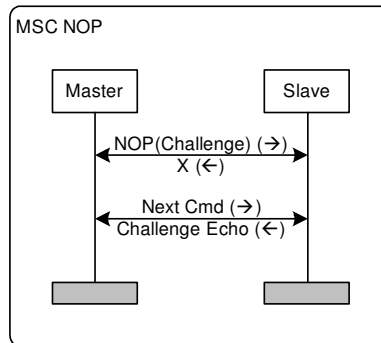 MSC NOP
Master Slave
NOP(Challenge) (→)
X (←)
Next Cmd (→)
Challenge Echo (←)